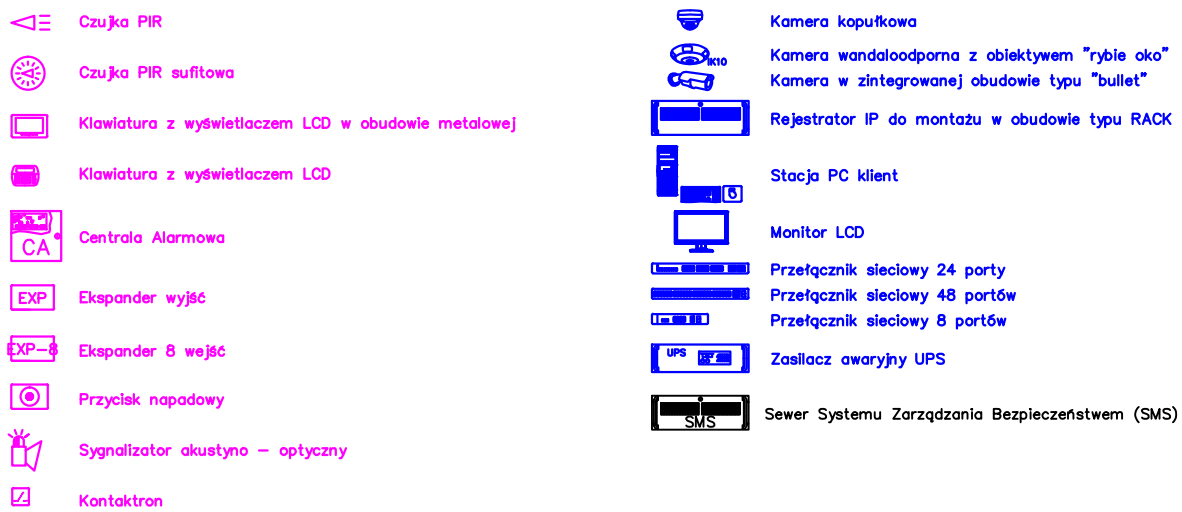 Czujka PIR
Czujka PIR sufitowa
Klawiatura z wyświetlaczem LCD w obudowie metalowej
Klawiatura z wyświetlaczem LCD
CA Centrala Alarmowa
EXP Ekspander wyjść
EXP-8 Ekspander 8 wejść
Przycisk napadowy
Sygnalizator akustyno - optyczny
Kontaktron
Kamera kopułkowa
IK10 Kamera wandaloodporna z obiektywem "rybie oko"
Kamera w zintegrowanej obudowie typu "bullet"
Rejestrator IP do montażu w obudowie typu RACK
Stacja PC klient
Monitor LCD
Przełącznik sieciowy 24 porty
Przełącznik sieciowy 48 portów
Przełącznik sieciowy 8 portów
UPS Zasilacz awaryjny UPS
SMS Sewer Systemu Zarządzania Bezpieczeństwem (SMS)